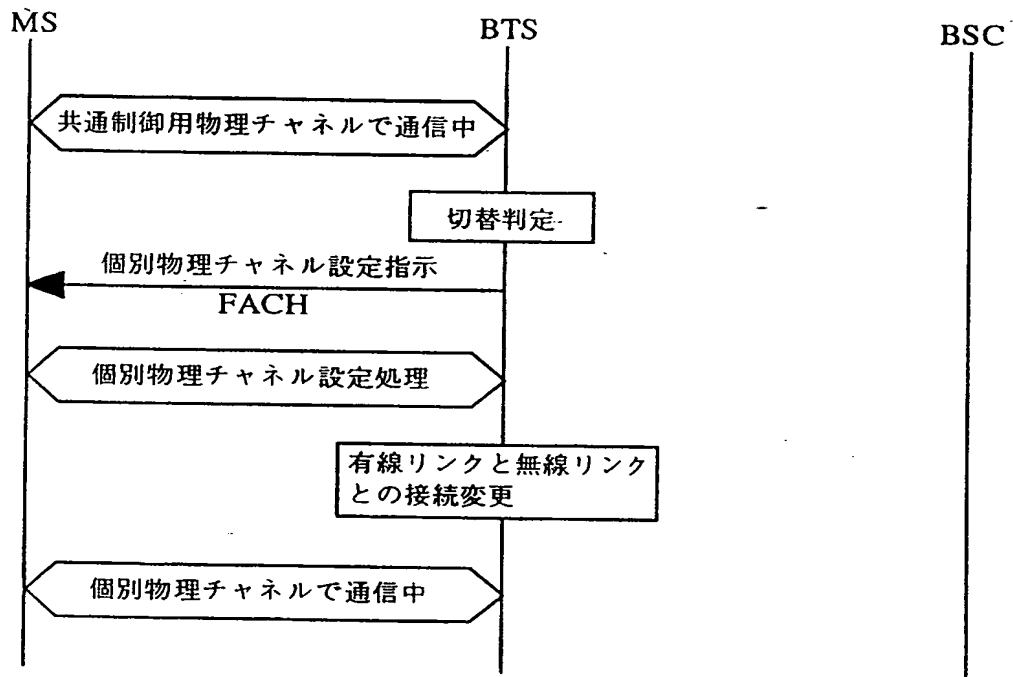 MS
BTS
BSC
共通制御用物理チャネルで通信中
切替判定
個別物理チャネル設定指示
FACH
個別物理チャネル設定処理
有線リンクと無線リンク
との接続変更
個別物理チャネルで通信中